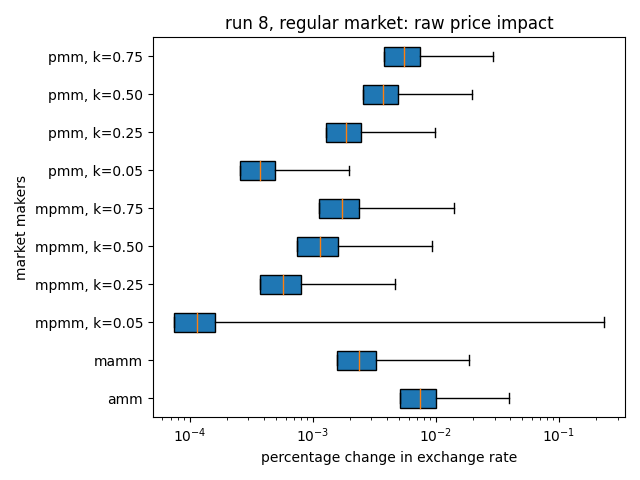 run 8, regular market: raw price impact
market makers
pmm, k=0.75
pmm, k=0.50
pmm, k=0.25
pmm, k=0.05
mpmm, k=0.75
mpmm, k=0.50
mpmm, k=0.25
mpmm, k=0.05
mamm
amm
10⁻⁴ 10⁻³ 10⁻² 10⁻¹
percentage change in exchange rate